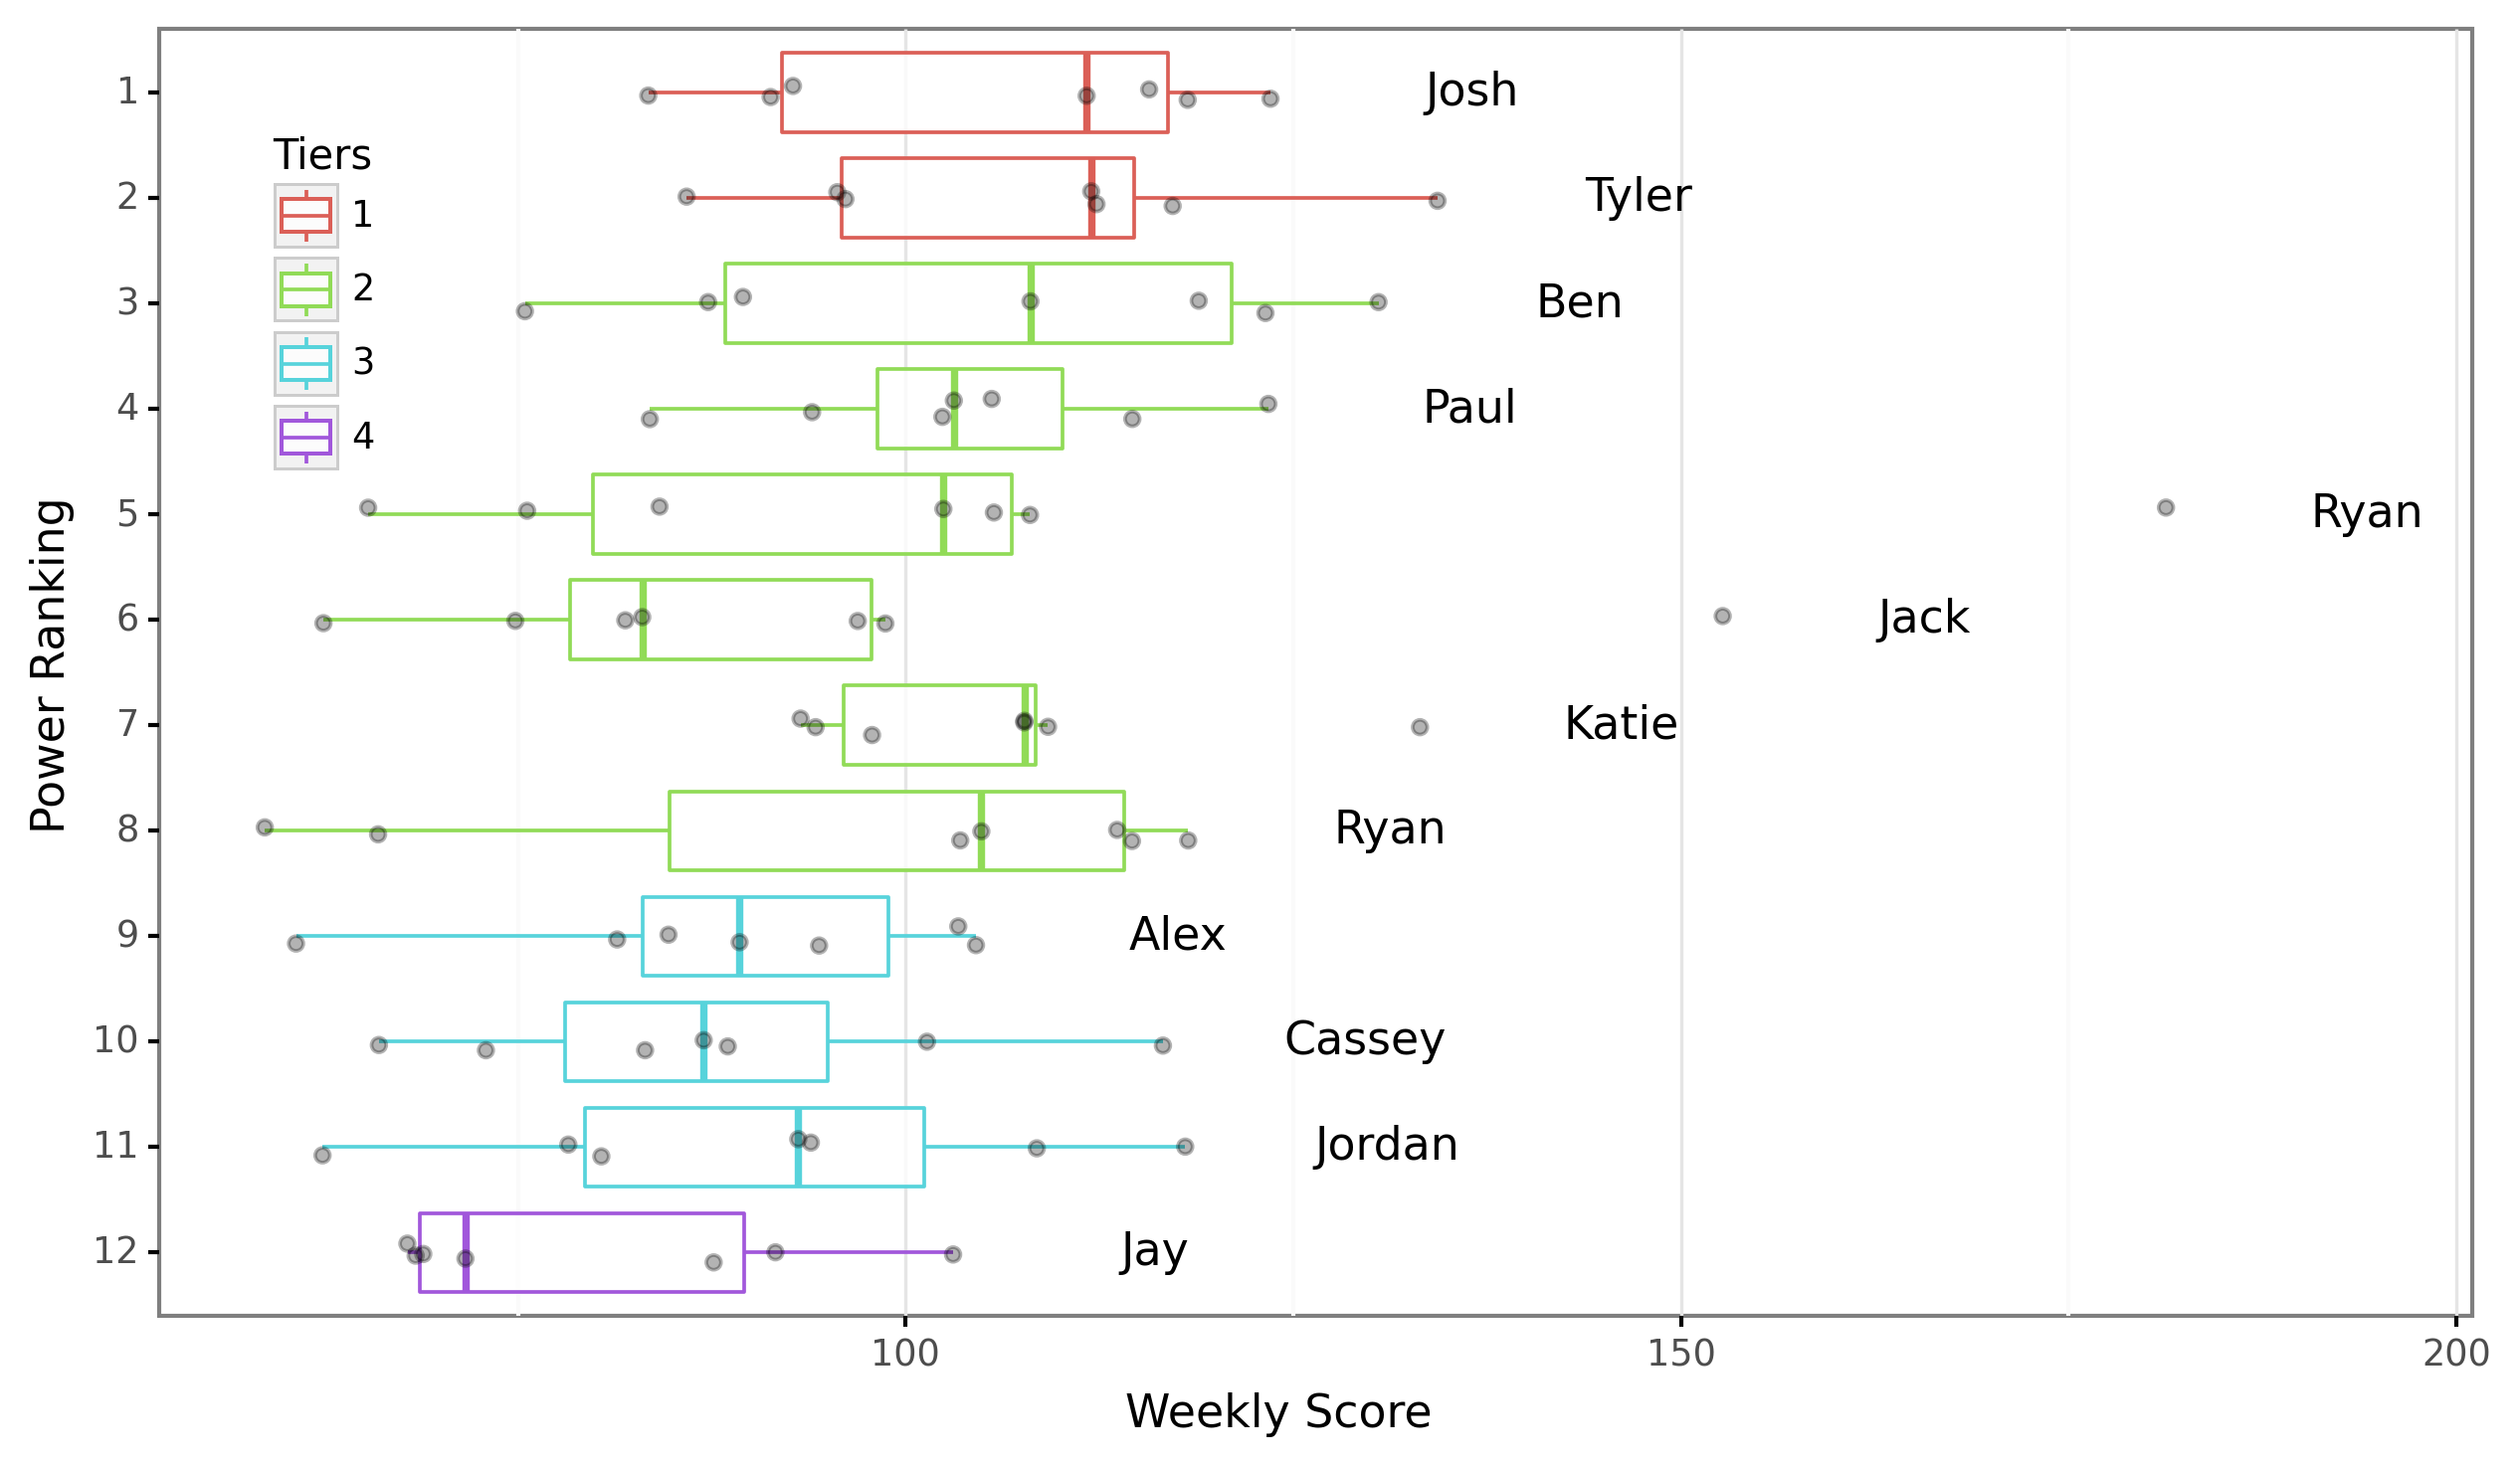 1 Josh
Tiers
1
2 Tyler
2
3 Ben
3
4 Paul
4
5 Ryan
6 Jack
7 Katie
8 Ryan
9 Alex
10 Cassey
11 Jordan
12 Jay
Power Ranking
100 150 200
Weekly Score